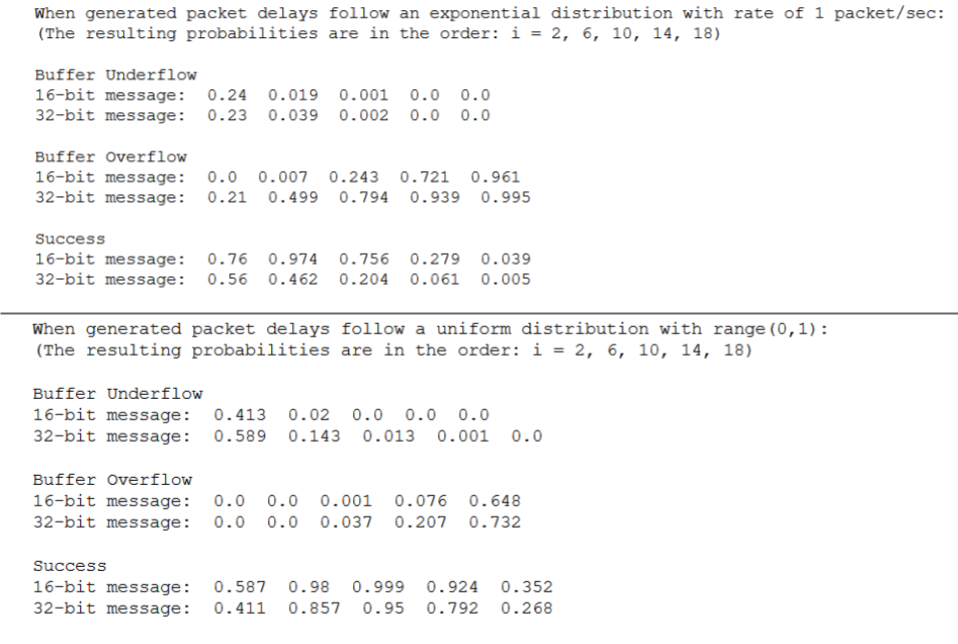 When generated packet delays follow an exponential distribution with rate of 1 packet/sec:
(The resulting probabilities are in the order: i = 2, 6, 10, 14, 18)
Buffer Underflow
16-bit message: 0.24 0.019 0.001 0.0 0.0
32-bit message: 0.23 0.039 0.002 0.0 0.0
Buffer Overflow
16-bit message: 0.0 0.007 0.243 0.721 0.961
32-bit message: 0.21 0.499 0.794 0.939 0.995
Success
16-bit message: 0.76 0.974 0.756 0.279 0.039
32-bit message: 0.56 0.462 0.204 0.061 0.005
When generated packet delays follow a uniform distribution with range(0,1):
(The resulting probabilities are in the order: i = 2, 6, 10, 14, 18)
Buffer Underflow
16-bit message: 0.413 0.02 0.0 0.0 0.0
32-bit message: 0.589 0.143 0.013 0.001 0.0
Buffer Overflow
16-bit message: 0.0 0.0 0.001 0.076 0.648
32-bit message: 0.0 0.0 0.037 0.207 0.732
Success
16-bit message: 0.587 0.98 0.999 0.924 0.352
32-bit message: 0.411 0.857 0.95 0.792 0.268